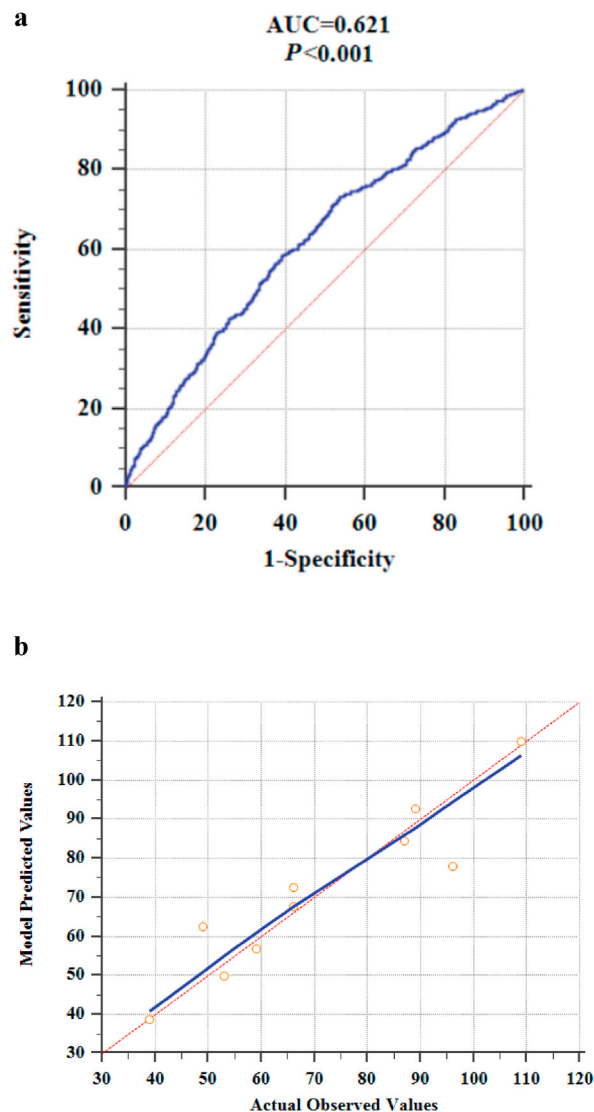 a
AUC=0.621
P<0.001
100
80
60
40
20
0
Sensitivity
0 20 40 60 80 100
1-Specificity
b
120
110
100
90
80
70
60
50
40
30
Model Predicted Values
30 40 50 60 70 80 90 100 110 120
Actual Observed Values